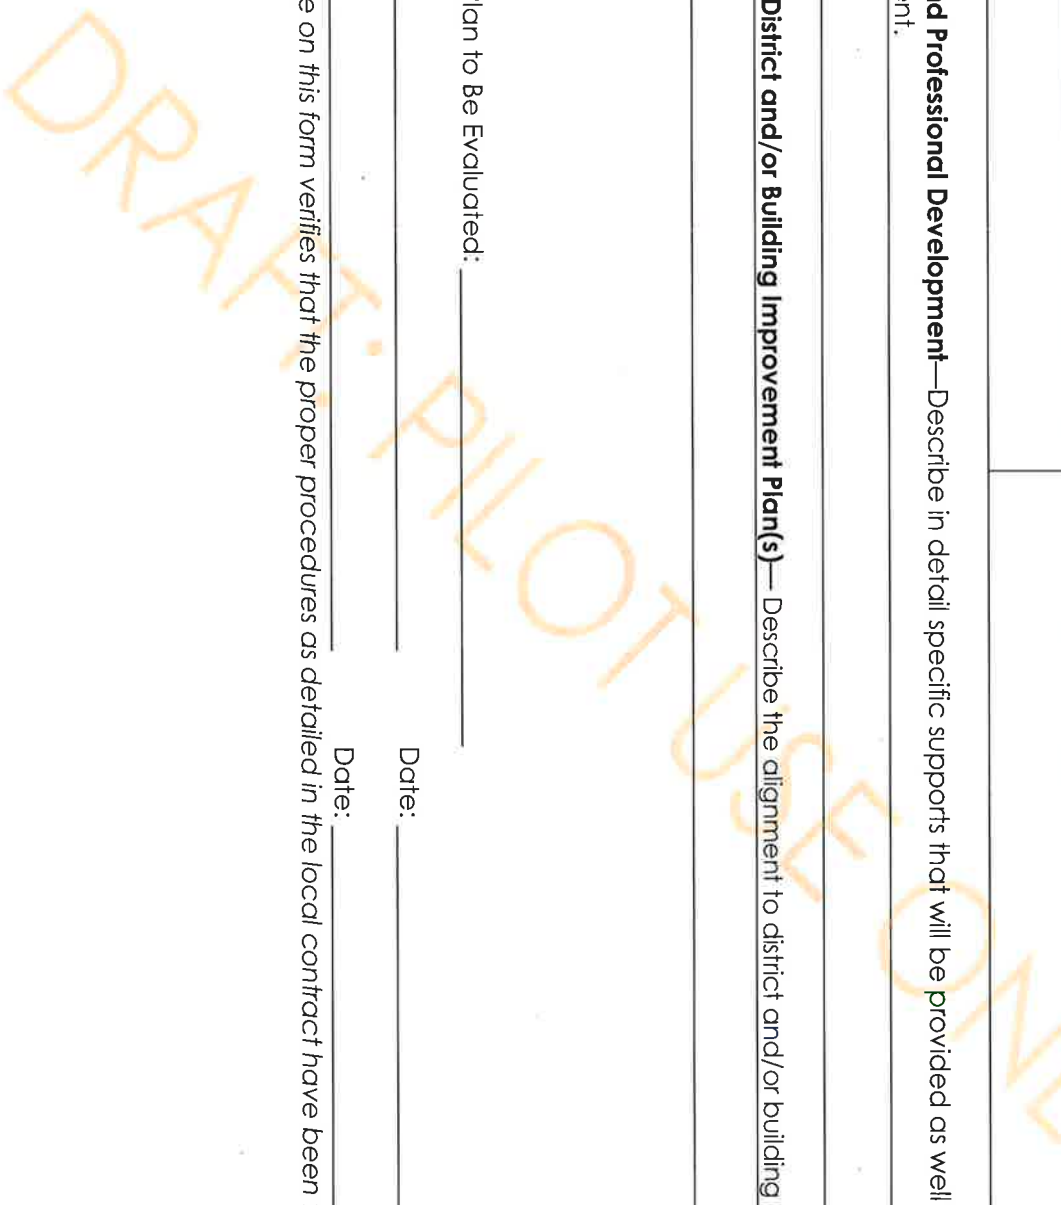 d Professional Development—Describe in detail specific supports that will be provided as well
ent.
District and/or Building Improvement Plan(s)— Describe the alignment to district and/or building
lan to Be Evaluated:
Date:
Date:
e on this form verifies that the proper procedures as detailed in the local contract have been
DRAFT: PILOT USE ONL